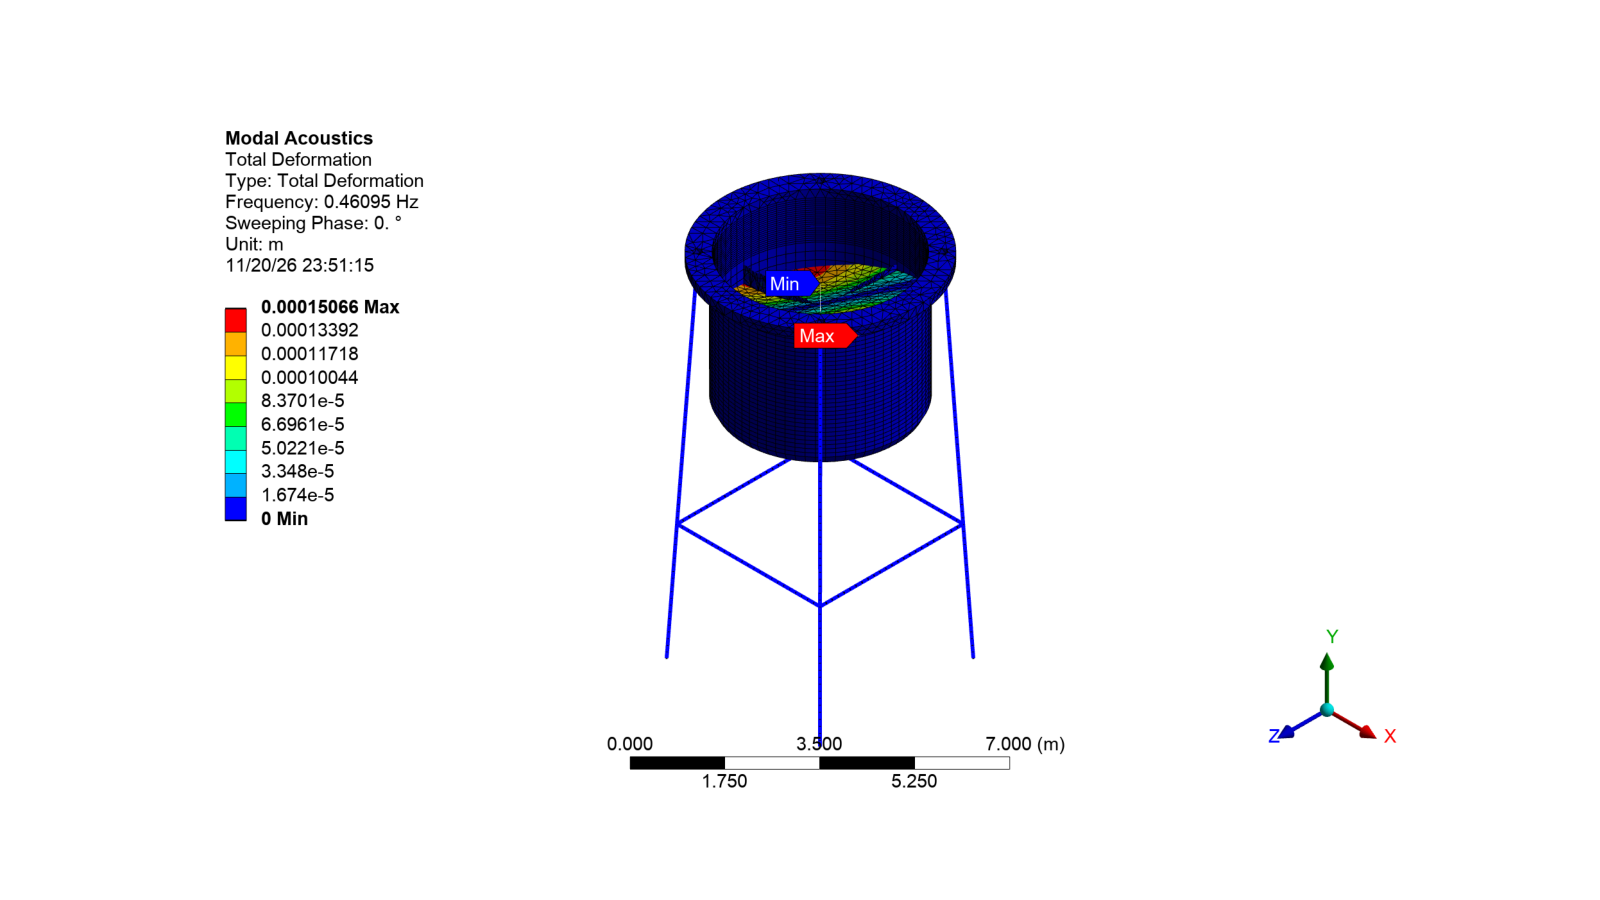 Modal Acoustics
Total Deformation
Type: Total Deformation
Frequency: 0.46095 Hz
Sweeping Phase: 0. °
Unit: m
11/20/26 23:51:15
0.00015066 Max
0.00013392
0.00011718
0.00010044
8.3701e-5
6.6961e-5
5.0221e-5
3.348e-5
1.674e-5
0 Min
Min
Max
0.000 3.500 7.000 (m)
1.750 5.250
Y
Z X